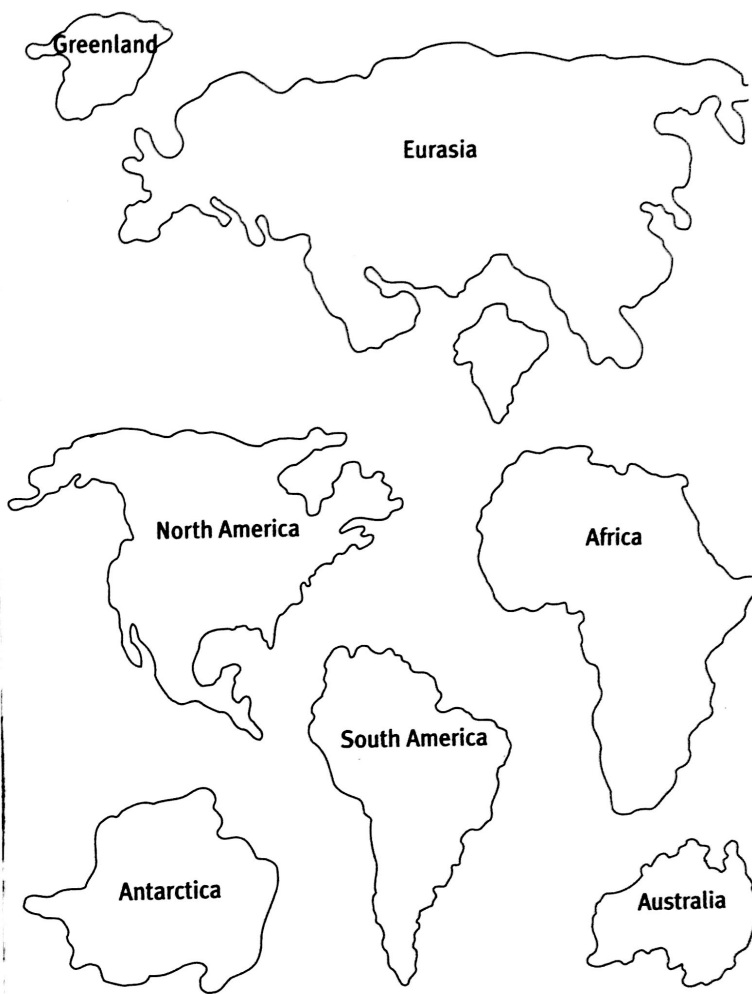 Greenland
Eurasia
North America
Africa
South America
Antarctica
Australia